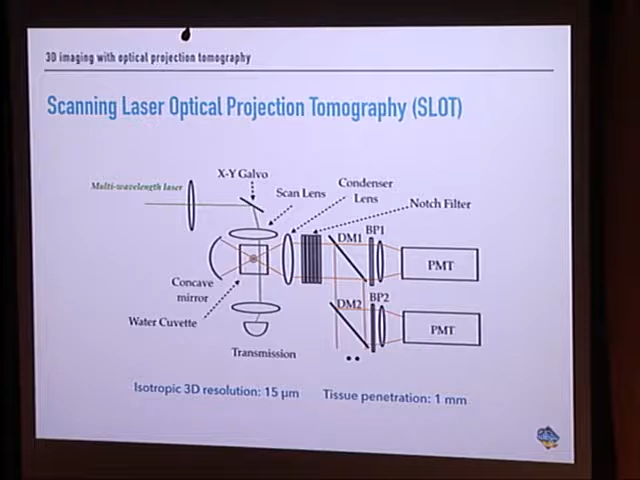 3D imaging with optical projection tomography
Scanning Laser Optical Projection Tomography (SLOT)
X-Y Galvo
Multi-wavelength laser
Scan Lens
Condenser
Lens
Notch Filter
DM1
BP1
PMT
Concave
mirror
Water Cuvette
DM2
BP2
PMT
Transmission
Isotropic 3D resolution: 15 μm
Tissue penetration: 1 mm